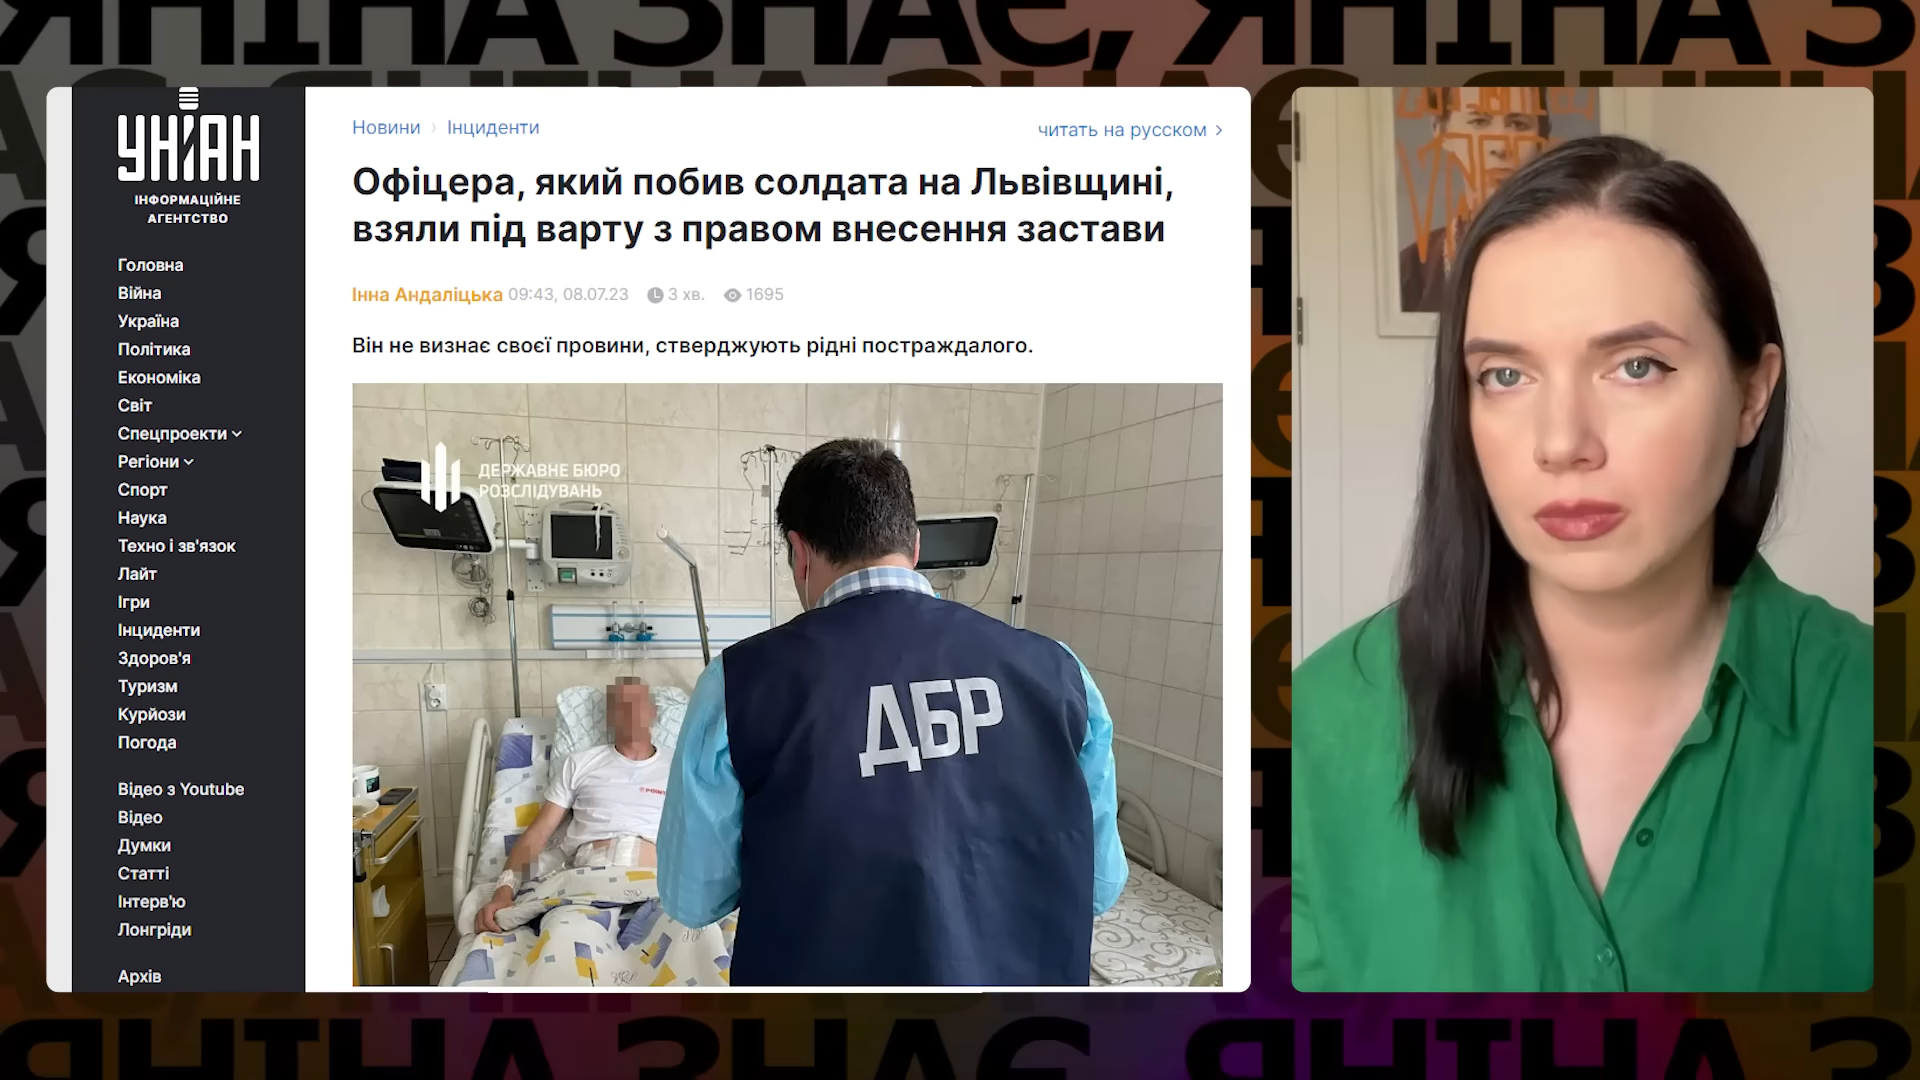 ЯНІНА ЗНАЄ, ЯНІНА З
УНІАН
ІНФОРМАЦІЙНЕ
АГЕНТСТВО
Головна
Війна
Україна
Політика
Економіка
Світ
Спецпроекти
Регіони
Спорт
Наука
Техно і зв'язок
Лайт
Ігри
Інциденти
Здоров'я
Туризм
Курйози
Погода
Відео з Youtube
Відео
Думки
Статті
Інтерв'ю
Лонгріди
Архів
Новини › Інциденти
читать на русском ›
Офіцера, який побив солдата на Львівщині,
взяли під варту з правом внесення застави
Інна Андаліцька 09:43, 08.07.23 3 хв. 1695
Він не визнає своєї провини, стверджують рідні постраждалого.
ДЕРЖАВНЕ БЮРО
РОЗСЛІДУВАНЬ
ДБР
ЯНІНА ЗНАЄ, ЯНІНА З